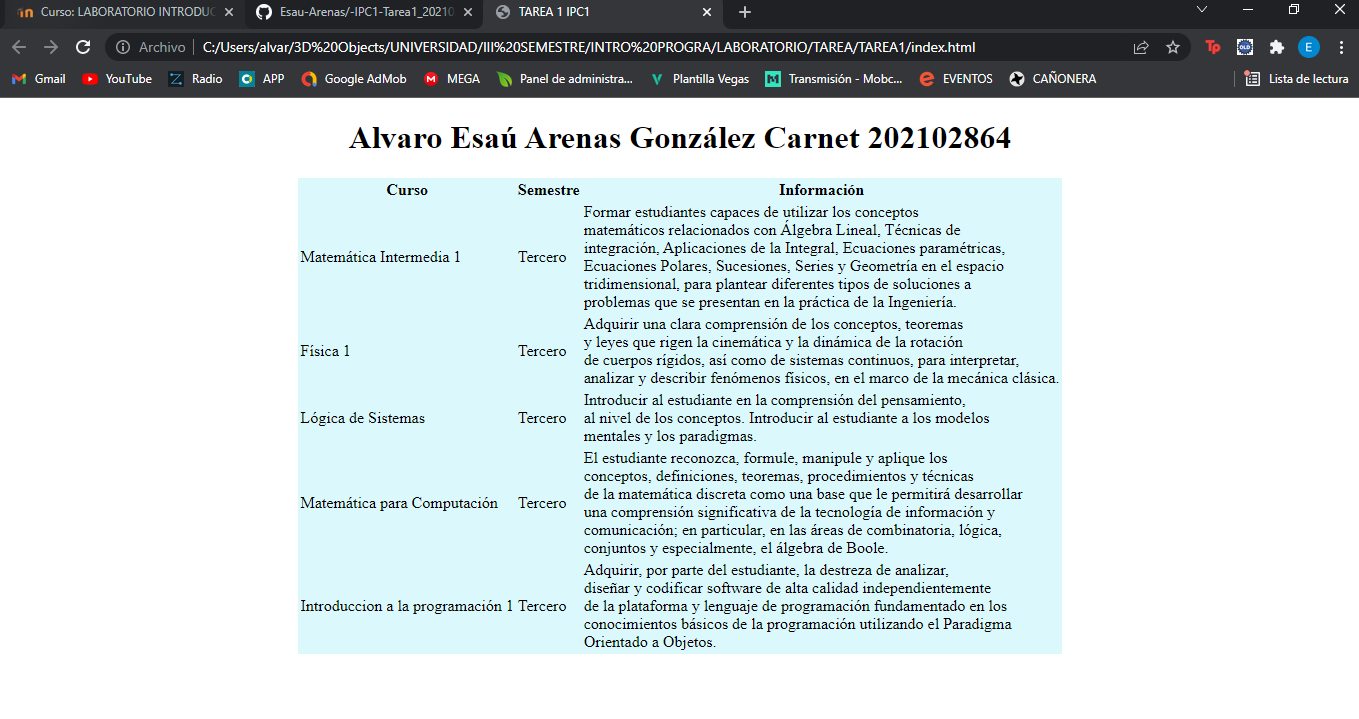 Curso: LABORATORIO INTRODUC
Esau-Arenas/-IPC1-Tarea1_20210
TAREA 1 IPC1
Archivo
C:/Users/alvar/3D%20Objects/UNIVERSIDAD/III%20SEMESTRE/INTRO%20PROGRA/LABORATORIO/TAREA/TAREA1/index.html
Tp
OLD
E
Gmail
YouTube
Radio
APP
Google AdMob
MEGA
Panel de administra...
Plantilla Vegas
Transmisión - Mobc...
EVENTOS
CAÑONERA
Lista de lectura
Alvaro Esaú Arenas González Carnet 202102864
Curso Semestre Información
Matemática Intermedia 1
Tercero
Formar estudiantes capaces de utilizar los conceptos
matemáticos relacionados con Álgebra Lineal, Técnicas de
integración, Aplicaciones de la Integral, Ecuaciones paramétricas,
Ecuaciones Polares, Sucesiones, Series y Geometría en el espacio
tridimensional, para plantear diferentes tipos de soluciones a
problemas que se presentan en la práctica de la Ingeniería.
Física 1
Tercero
Adquirir una clara comprensión de los conceptos, teoremas
y leyes que rigen la cinemática y la dinámica de la rotación
de cuerpos rígidos, así como de sistemas continuos, para interpretar,
analizar y describir fenómenos físicos, en el marco de la mecánica clásica.
Lógica de Sistemas
Tercero
Introducir al estudiante en la comprensión del pensamiento,
al nivel de los conceptos. Introducir al estudiante a los modelos
mentales y los paradigmas.
Matemática para Computación
Tercero
El estudiante reconozca, formule, manipule y aplique los
conceptos, definiciones, teoremas, procedimientos y técnicas
de la matemática discreta como una base que le permitirá desarrollar
una comprensión significativa de la tecnología de información y
comunicación; en particular, en las áreas de combinatoria, lógica,
conjuntos y especialmente, el álgebra de Boole.
Introduccion a la programación 1
Tercero
Adquirir, por parte del estudiante, la destreza de analizar,
diseñar y codificar software de alta calidad independientemente
de la plataforma y lenguaje de programación fundamentado en los
conocimientos básicos de la programación utilizando el Paradigma
Orientado a Objetos.